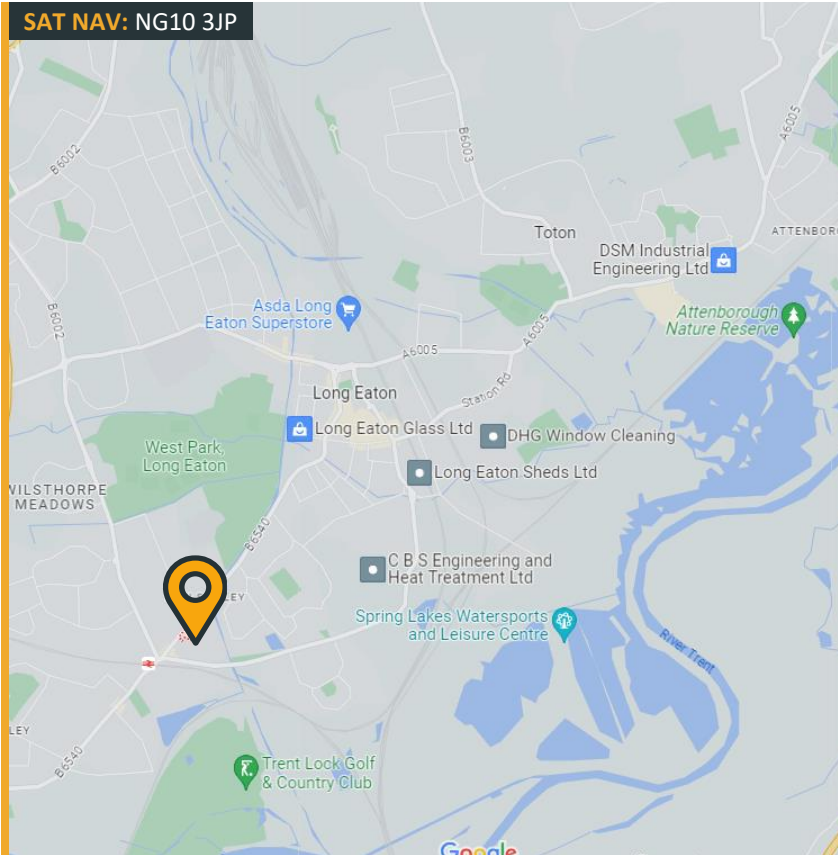 SAT NAV: NG10 3JP
B6002
B6003
A6005
Toton
ATTENBOR
DSM Industrial
Engineering Ltd
B6002
Asda Long
Eaton Superstore
Attenborough
Nature Reserve
A6005
A6005
Long Eaton
Station Rd
Long Eaton Glass Ltd
DHG Window Cleaning
West Park,
Long Eaton
Long Eaton Sheds Ltd
WILSTHORPE
MEADOWS
B6540
C B S Engineering and
Heat Treatment Ltd
LEY
Spring Lakes Watersports
and Leisure Centre
River Trent
LEY
B6540
Trent Lock Golf
& Country Club
Google